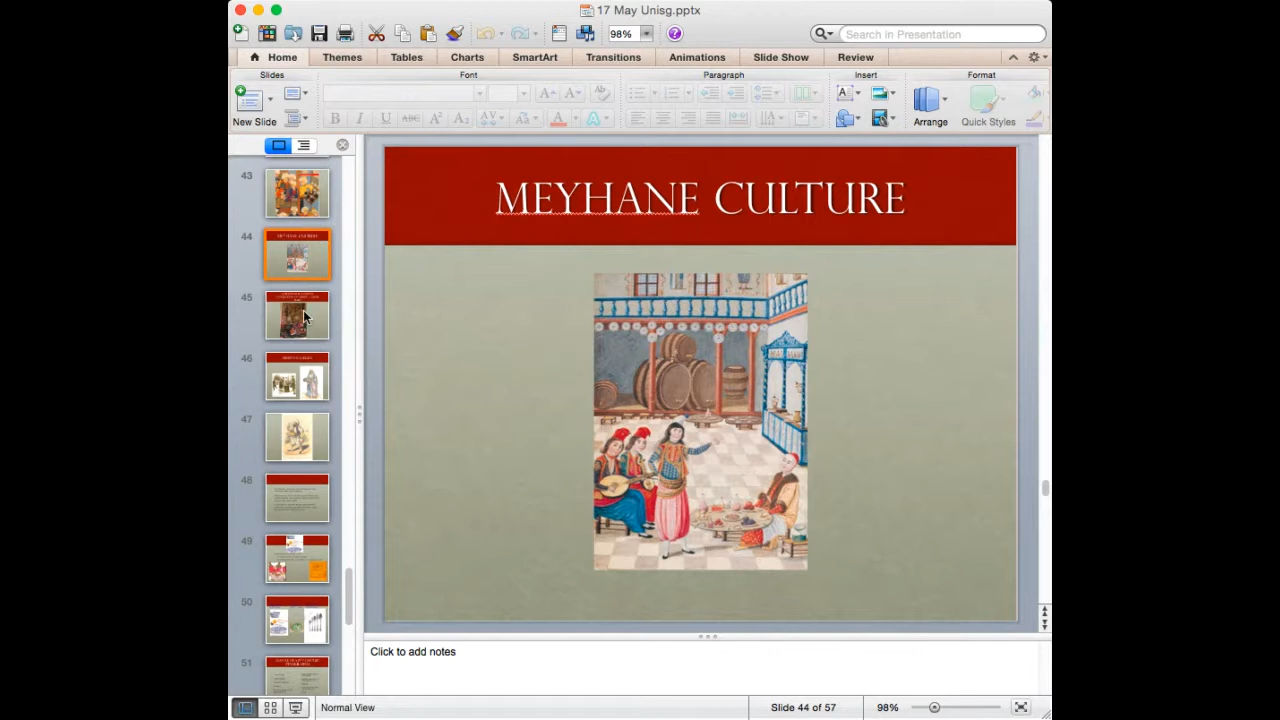 17 May Unisg.pptx
98%
Search in Presentation
Home Themes Tables Charts SmartArt Transitions Animations Slide Show Review
Slides Font Paragraph Insert Format
New Slide Arrange Quick Styles
43
44
45
46
47
48
49
50
51
MEYHANE CULTURE
Click to add notes
Normal View Slide 44 of 57 98%